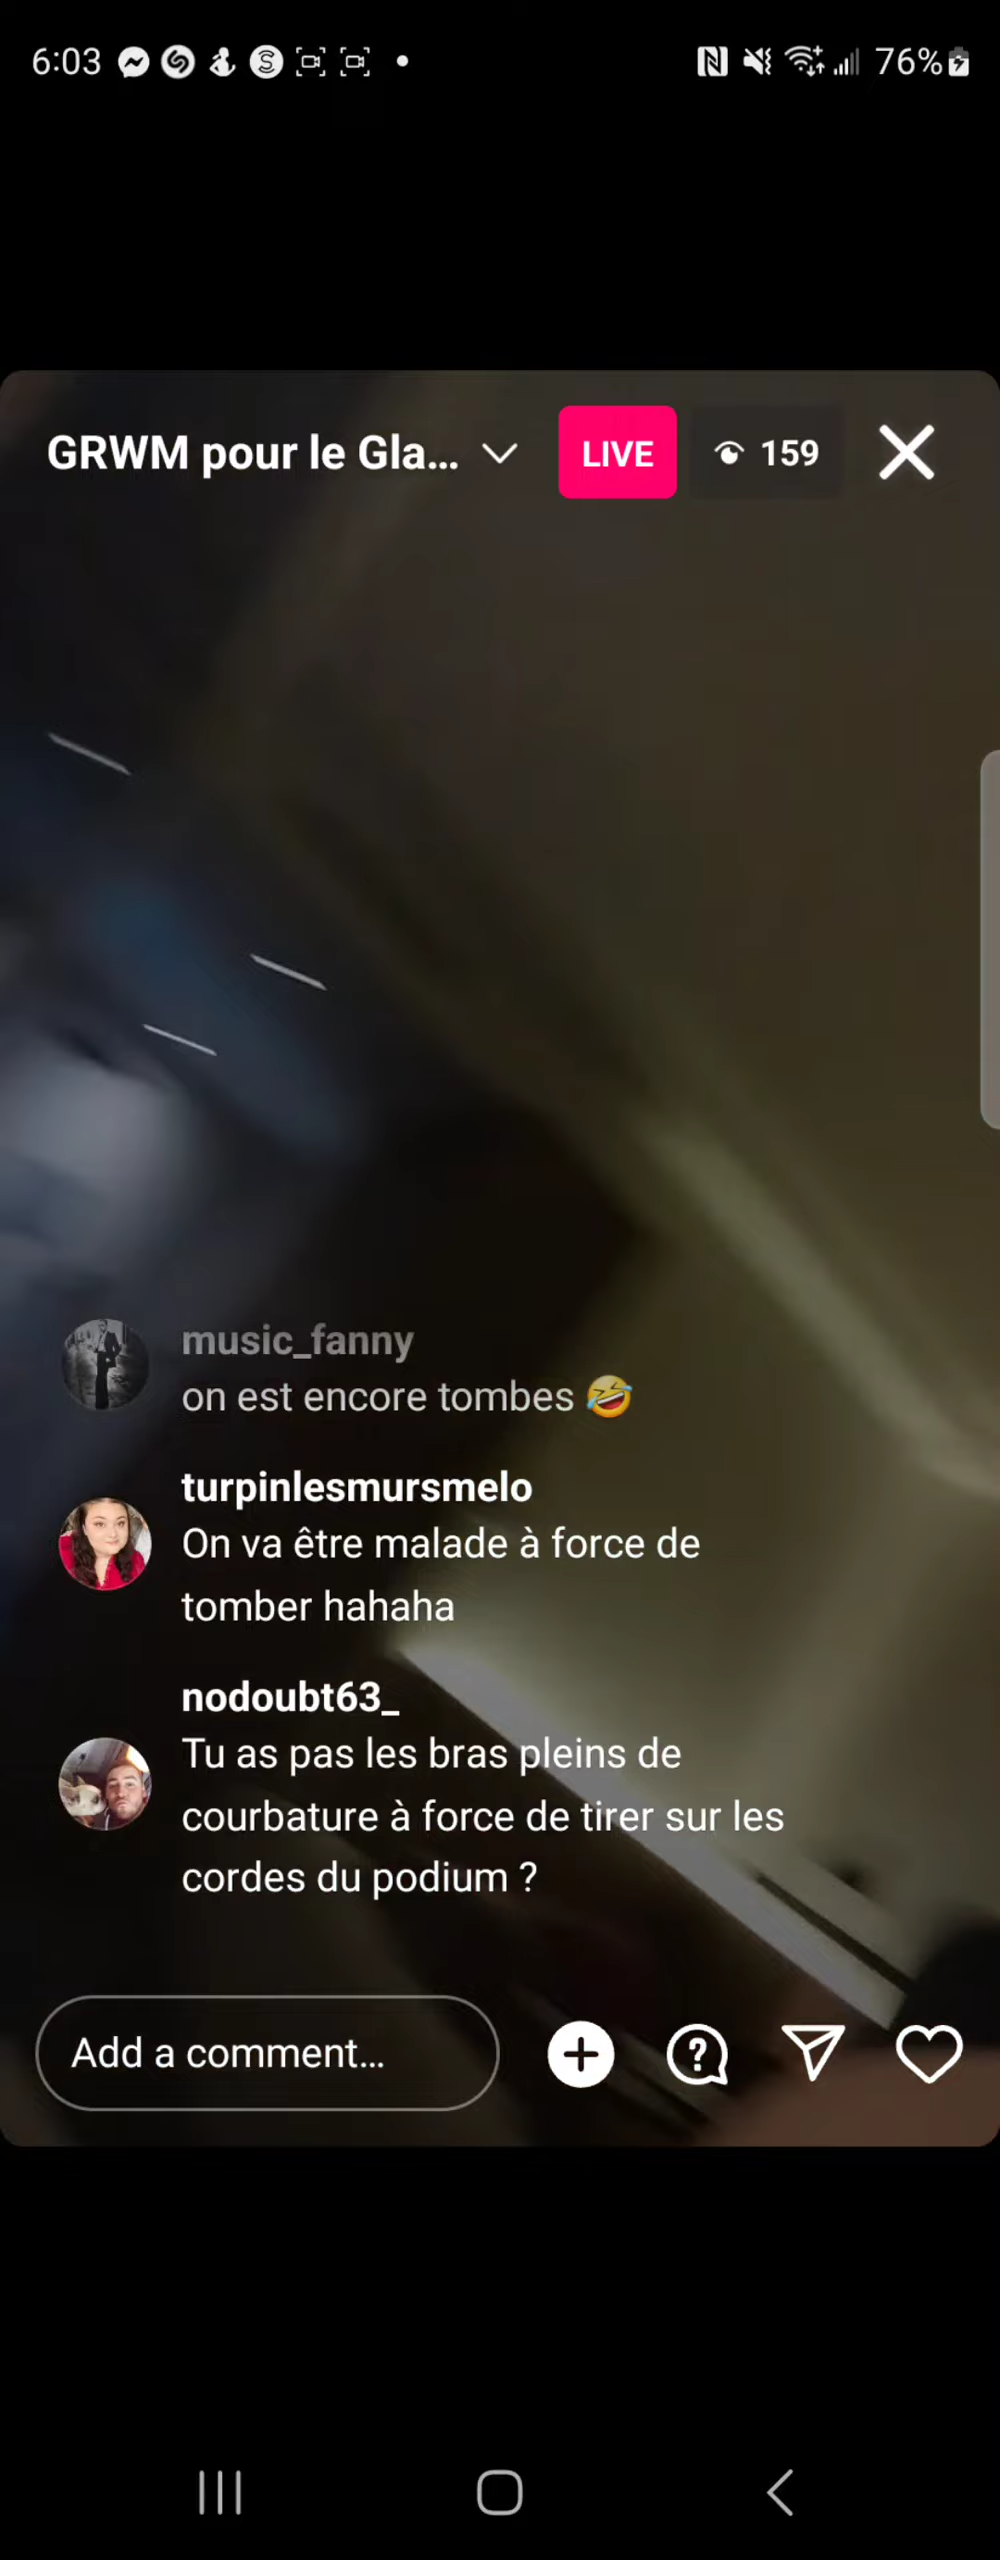 6:03
76%
GRWM pour le Gla...
LIVE
159
music_fanny
on est encore tombes 🤣
turpinlesmursmelo
On va être malade à force de
tomber hahaha
nodoubt63_
Tu as pas les bras pleins de
courbature à force de tirer sur les
cordes du podium ?
Add a comment...